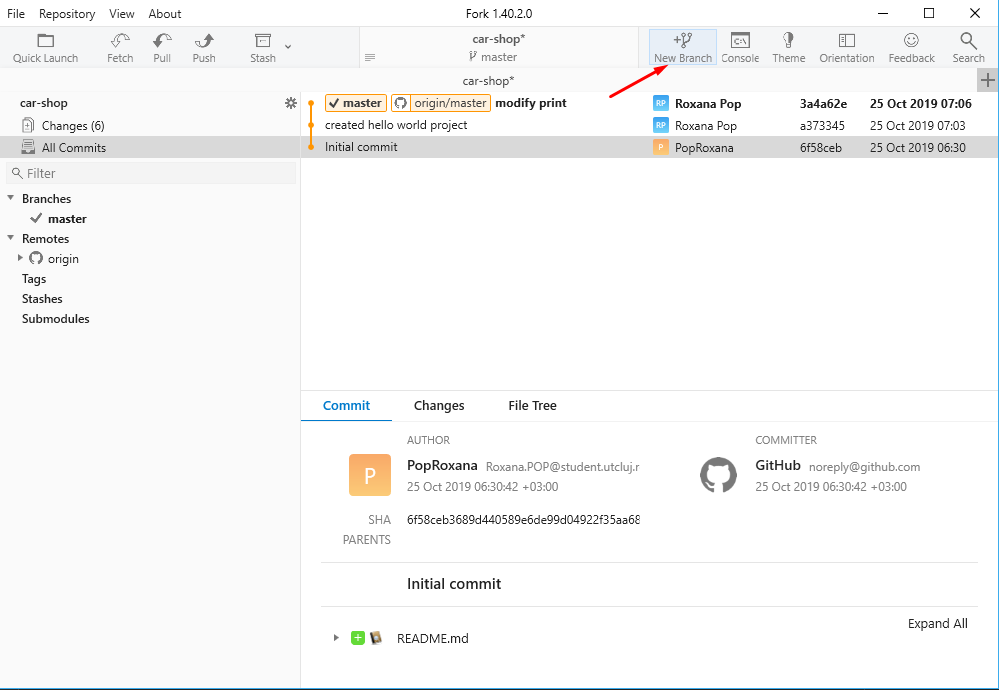 File Repository View About Fork 1.40.2.0
Quick Launch Fetch Pull Push Stash car-shop* master New Branch Console Theme Orientation Feedback Search
car-shop*
car-shop
Changes (6)
All Commits
Filter
Branches
master
Remotes
origin
Tags
Stashes
Submodules
master origin/master modify print RP Roxana Pop 3a4a62e 25 Oct 2019 07:06
created hello world project RP Roxana Pop a373345 25 Oct 2019 07:03
Initial commit P PopRoxana 6f58ceb 25 Oct 2019 06:30
Commit Changes File Tree
AUTHOR COMMITTER
P PopRoxana Roxana.POP@student.utcluj.r GitHub noreply@github.com
25 Oct 2019 06:30:42 +03:00 25 Oct 2019 06:30:42 +03:00
SHA 6f58ceb3689d440589e6de99d04922f35aa68
PARENTS
Initial commit
Expand All
README.md